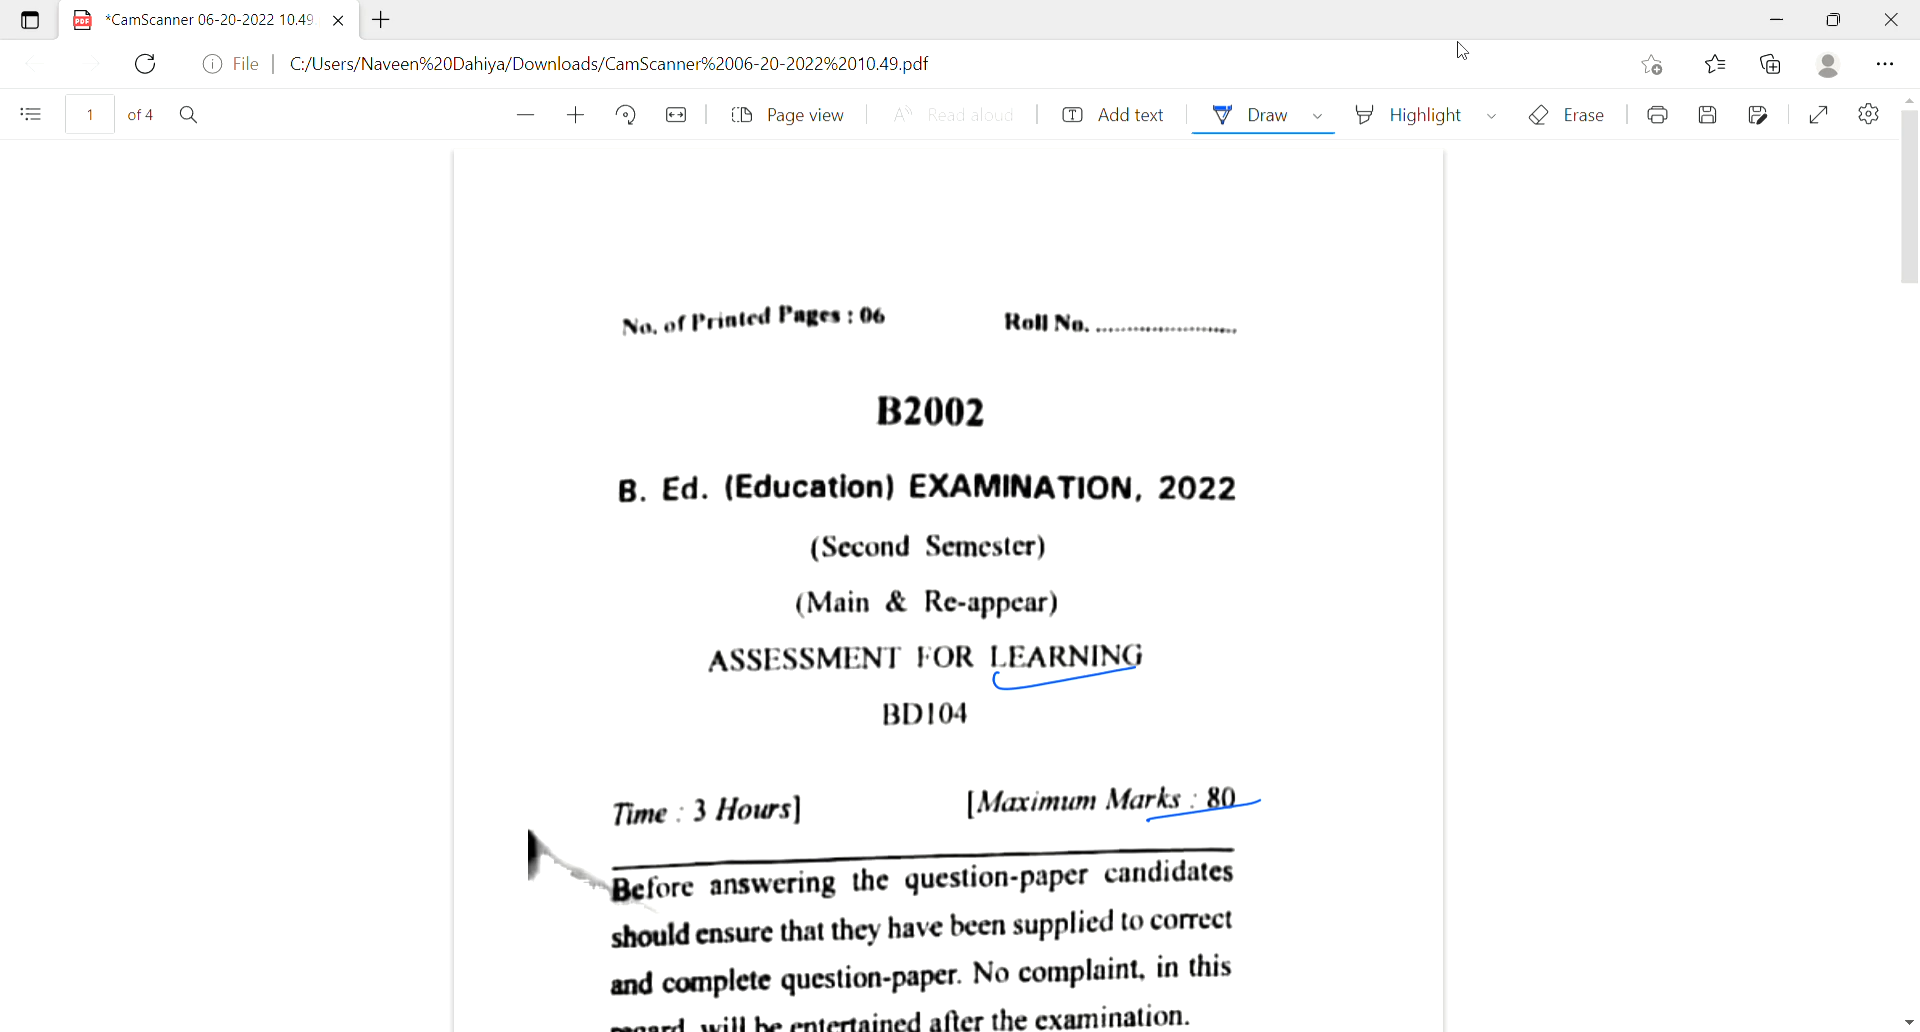 *CamScanner 06-20-2022 10.49
File
C:/Users/Naveen%20Dahiya/Downloads/CamScanner%2006-20-2022%2010.49.pdf
1 of 4
Page view
Read aloud
Add text
Draw
Highlight
Erase
No. of Printed Pages : 06
Roll No. ........................
B2002
B. Ed. (Education) EXAMINATION, 2022
(Second Semester)
(Main & Re-appear)
ASSESSMENT FOR LEARNING
BD104
Time : 3 Hours]
[Maximum Marks : 80
Before answering the question-paper candidates
should ensure that they have been supplied to correct
and complete question-paper. No complaint, in this
regard, will be entertained after the examination.